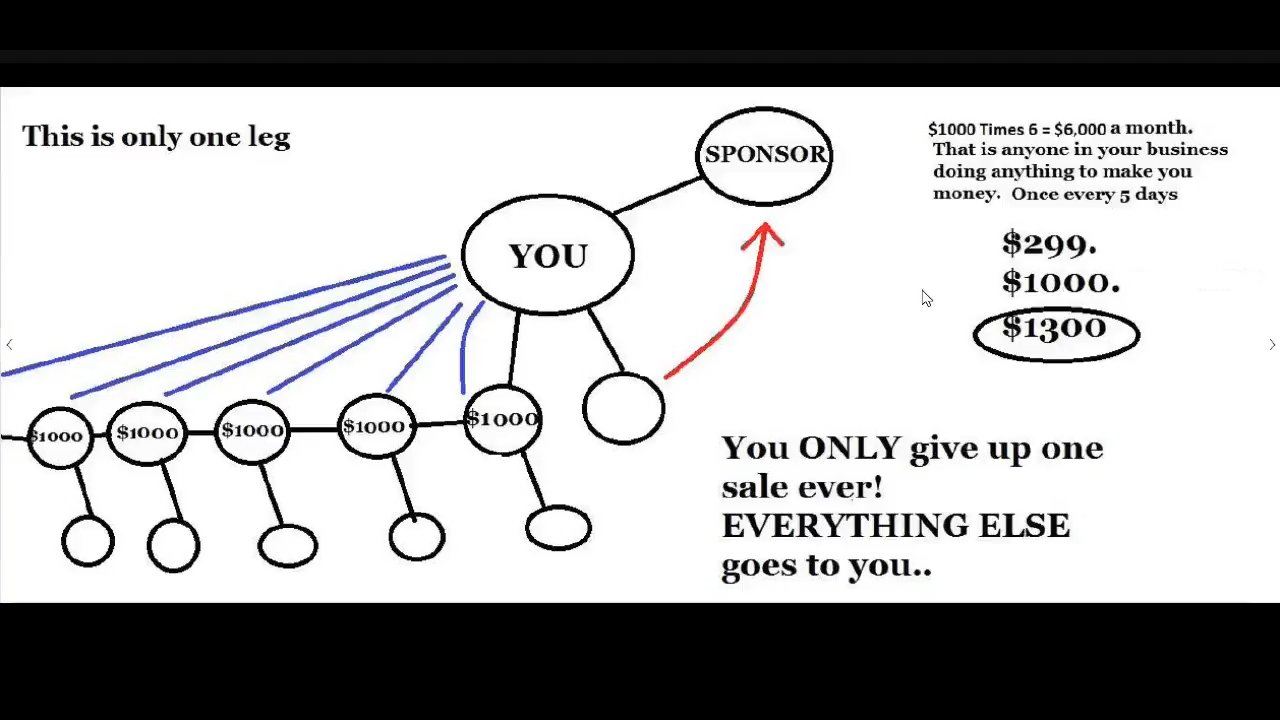 This is only one leg
SPONSOR
$1000 Times 6 = $6,000 a month.
That is anyone in your business
doing anything to make you
money. Once every 5 days
YOU
$299.
$1000.
$1300
$1000
$1000
$1000
$1000
$1000
You ONLY give up one
sale ever!
EVERYTHING ELSE
goes to you..